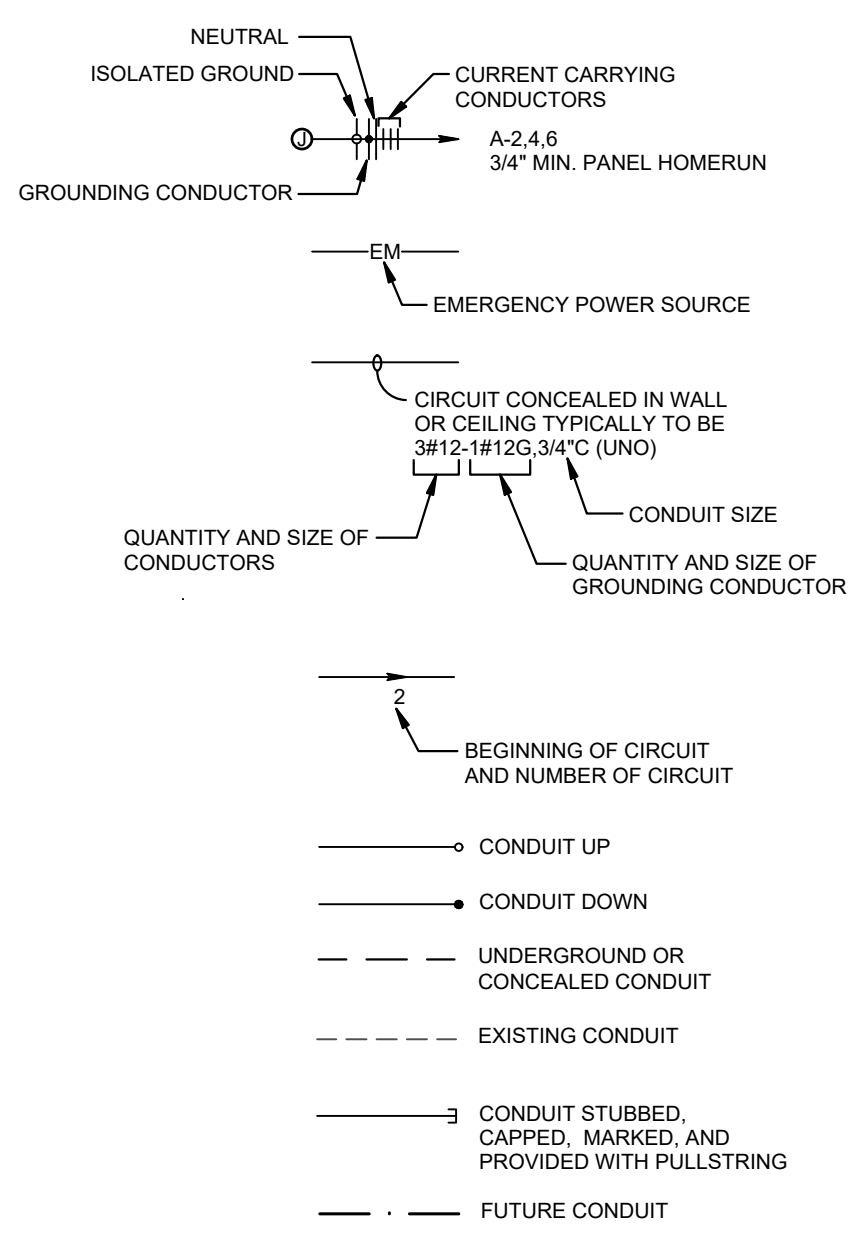 NEUTRAL
ISOLATED GROUND
CURRENT CARRYING
CONDUCTORS
J
A-2,4,6
3/4" MIN. PANEL HOMERUN
GROUNDING CONDUCTOR
EM
EMERGENCY POWER SOURCE
CIRCUIT CONCEALED IN WALL
OR CEILING TYPICALLY TO BE
3#12-1#12G,3/4"C (UNO)
CONDUIT SIZE
QUANTITY AND SIZE OF
CONDUCTORS
QUANTITY AND SIZE OF
GROUNDING CONDUCTOR
2
BEGINNING OF CIRCUIT
AND NUMBER OF CIRCUIT
CONDUIT UP
CONDUIT DOWN
UNDERGROUND OR
CONCEALED CONDUIT
EXISTING CONDUIT
CONDUIT STUBBED,
CAPPED, MARKED, AND
PROVIDED WITH PULLSTRING
FUTURE CONDUIT